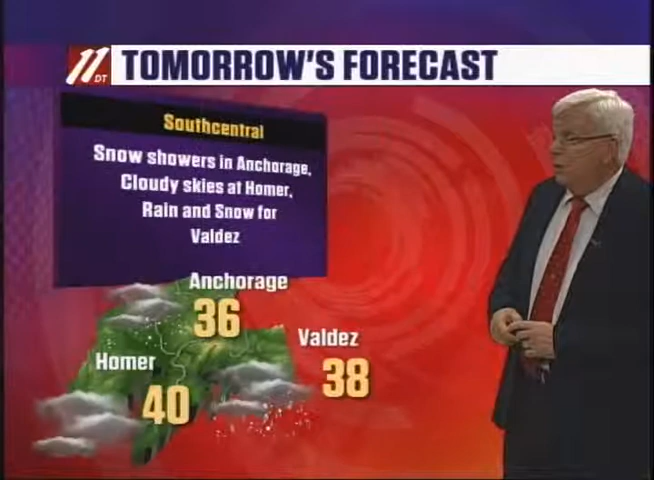 11 DT
TOMORROW'S FORECAST
Southcentral
Snow showers in Anchorage,
Cloudy skies at Homer,
Rain and Snow for
Valdez
Anchorage
36
Valdez
38
Homer
40